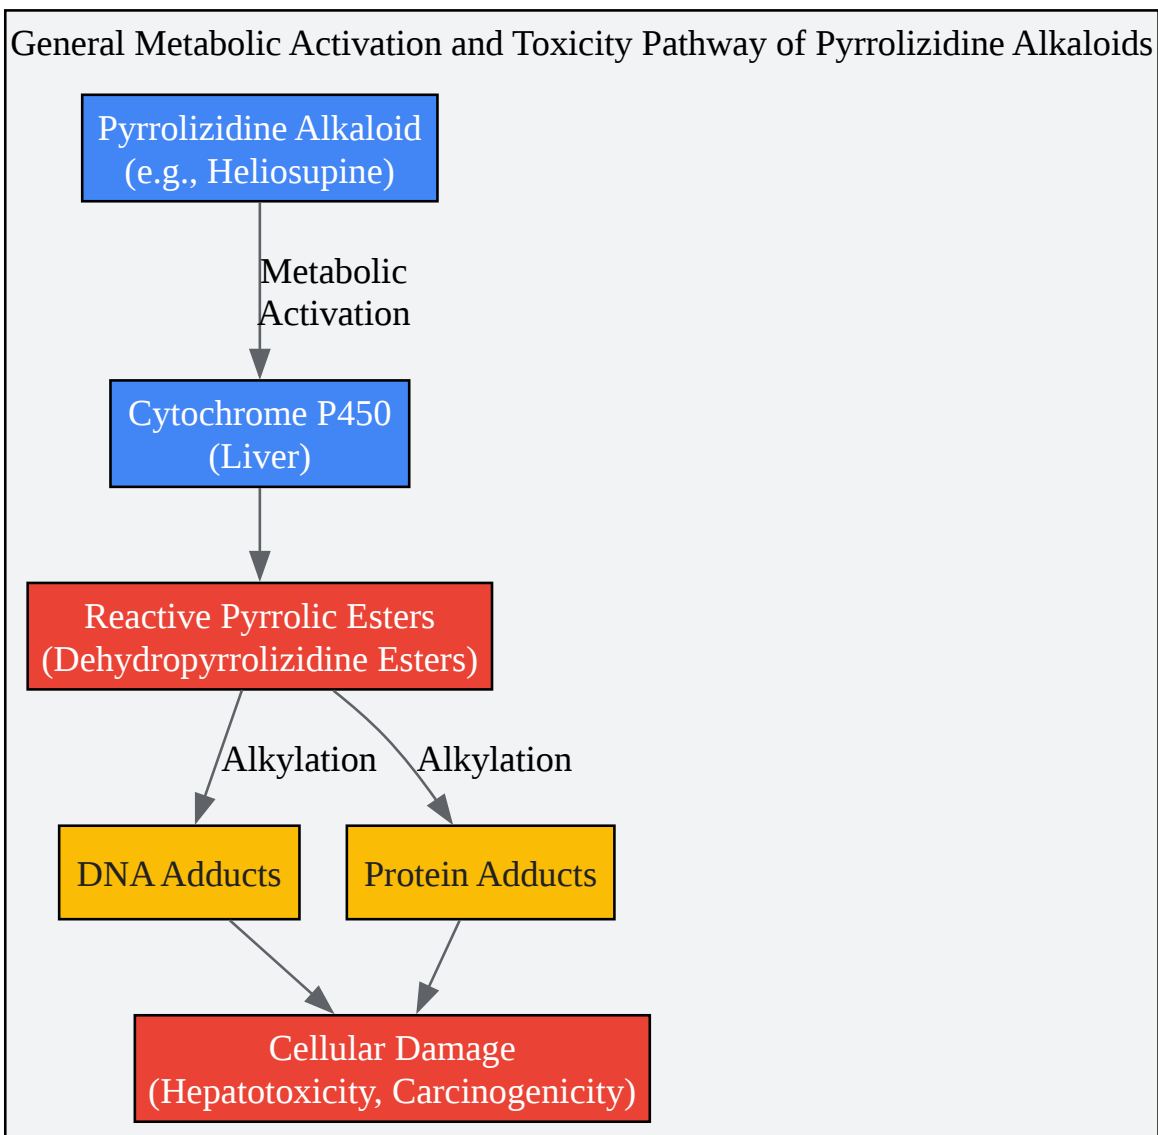 General Metabolic Activation and Toxicity Pathway of Pyrrolizidine Alkaloids
Pyrrolizidine Alkaloid
(e.g., Heliosupine)
Metabolic
Activation
Cytochrome P450
(Liver)
Reactive Pyrrolic Esters
(Dehydropyrrolizidine Esters)
Alkylation
Alkylation
DNA Adducts
Protein Adducts
Cellular Damage
(Hepatotoxicity, Carcinogenicity)